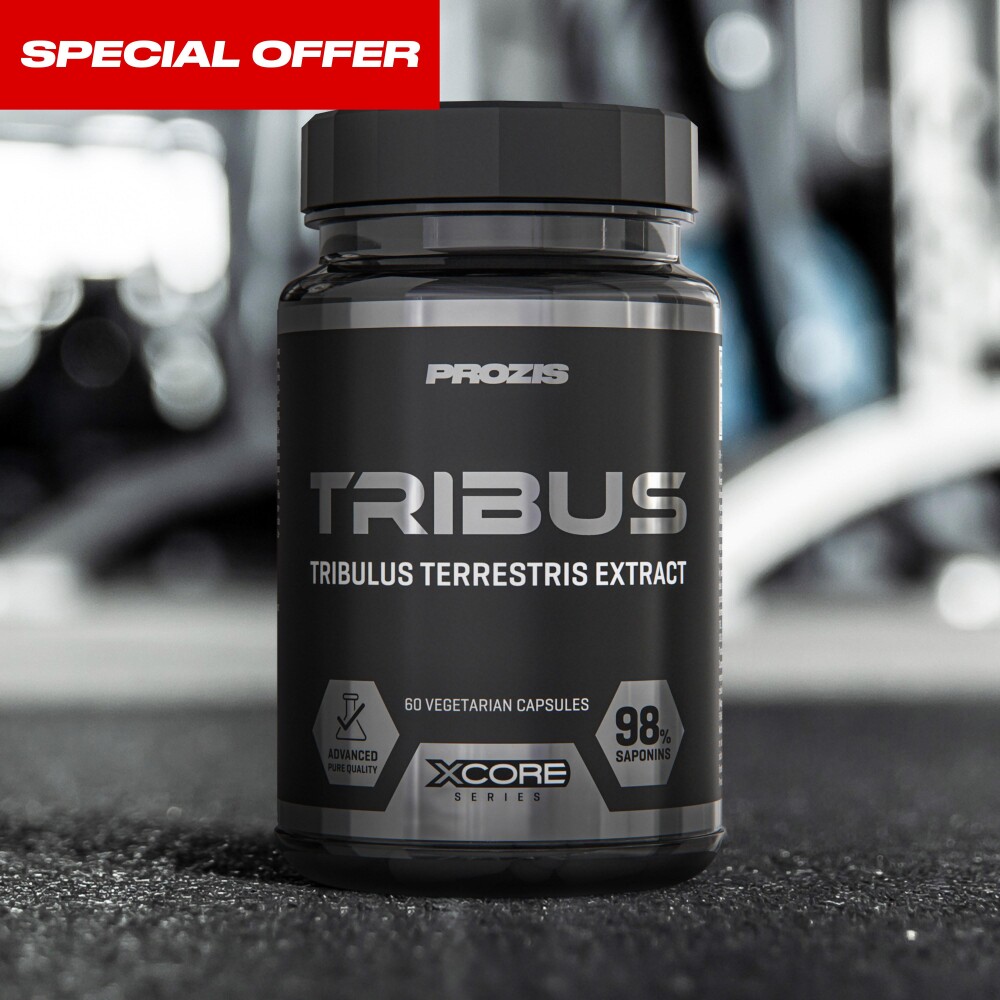 SPECIAL OFFER
PROZIS
TRIBUS
TRIBULUS TERRESTRIS EXTRACT
60 VEGETARIAN CAPSULES
ADVANCED
PURE QUALITY
98%
SAPONINS
XCORE
SERIES